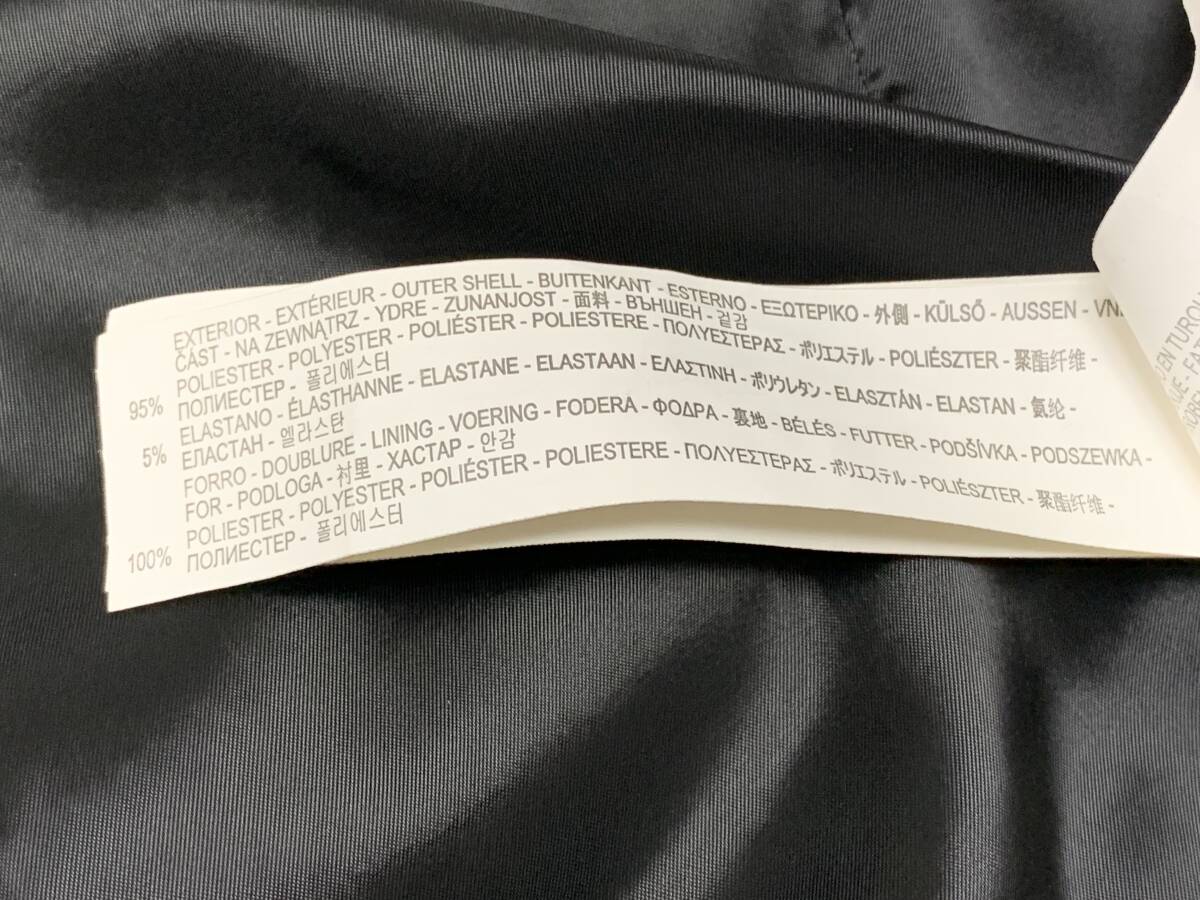 EXTERIOR - EXTÉRIEUR - OUTER SHELL - BUITENKANT - ESTERNO - ΕΞΩΤΕΡΙΚΟ - 外側 - KÜLSŐ - AUSSEN -
ČÁST - NA ZEWNĄTRZ - YDRE - ZUNANJOST - 面料 - ВЪНШЕН - 겉감
95% POLIESTER - POLYESTER - POLIÉSTER - POLIESTERE - ΠΟΛΥΕΣΤΕΡΑΣ - ポリエステル - POLIÉSZTER - 聚酯纤维 -
ПОЛИЕСТЕР - 폴리에스터
5% ELASTANO - ÉLASTHANNE - ELASTANE - ELASTAAN - ΕΛΑΣΤΙΝΗ - ポリウレタン - ELASZTÁN - ELASTAN - 氨纶 -
ЕЛАСТАН - 엘라스탄
FORRO - DOUBLURE - LINING - VOERING - FODERA - ΦΟΔΡΑ - 裏地 - BÉLÉS - FUTTER - PODŠÍVKA - PODSZEWKA -
FOR - PODLOGA - 衬里 - ХАСТАР - 안감
100% POLIESTER - POLYESTER - POLIÉSTER - POLIESTERE - ΠΟΛΥΕΣΤΕΡΑΣ - ポリエステル - POLIÉSZTER - 聚酯纤维 -
ПОЛИЕСТЕР - 폴리에스터